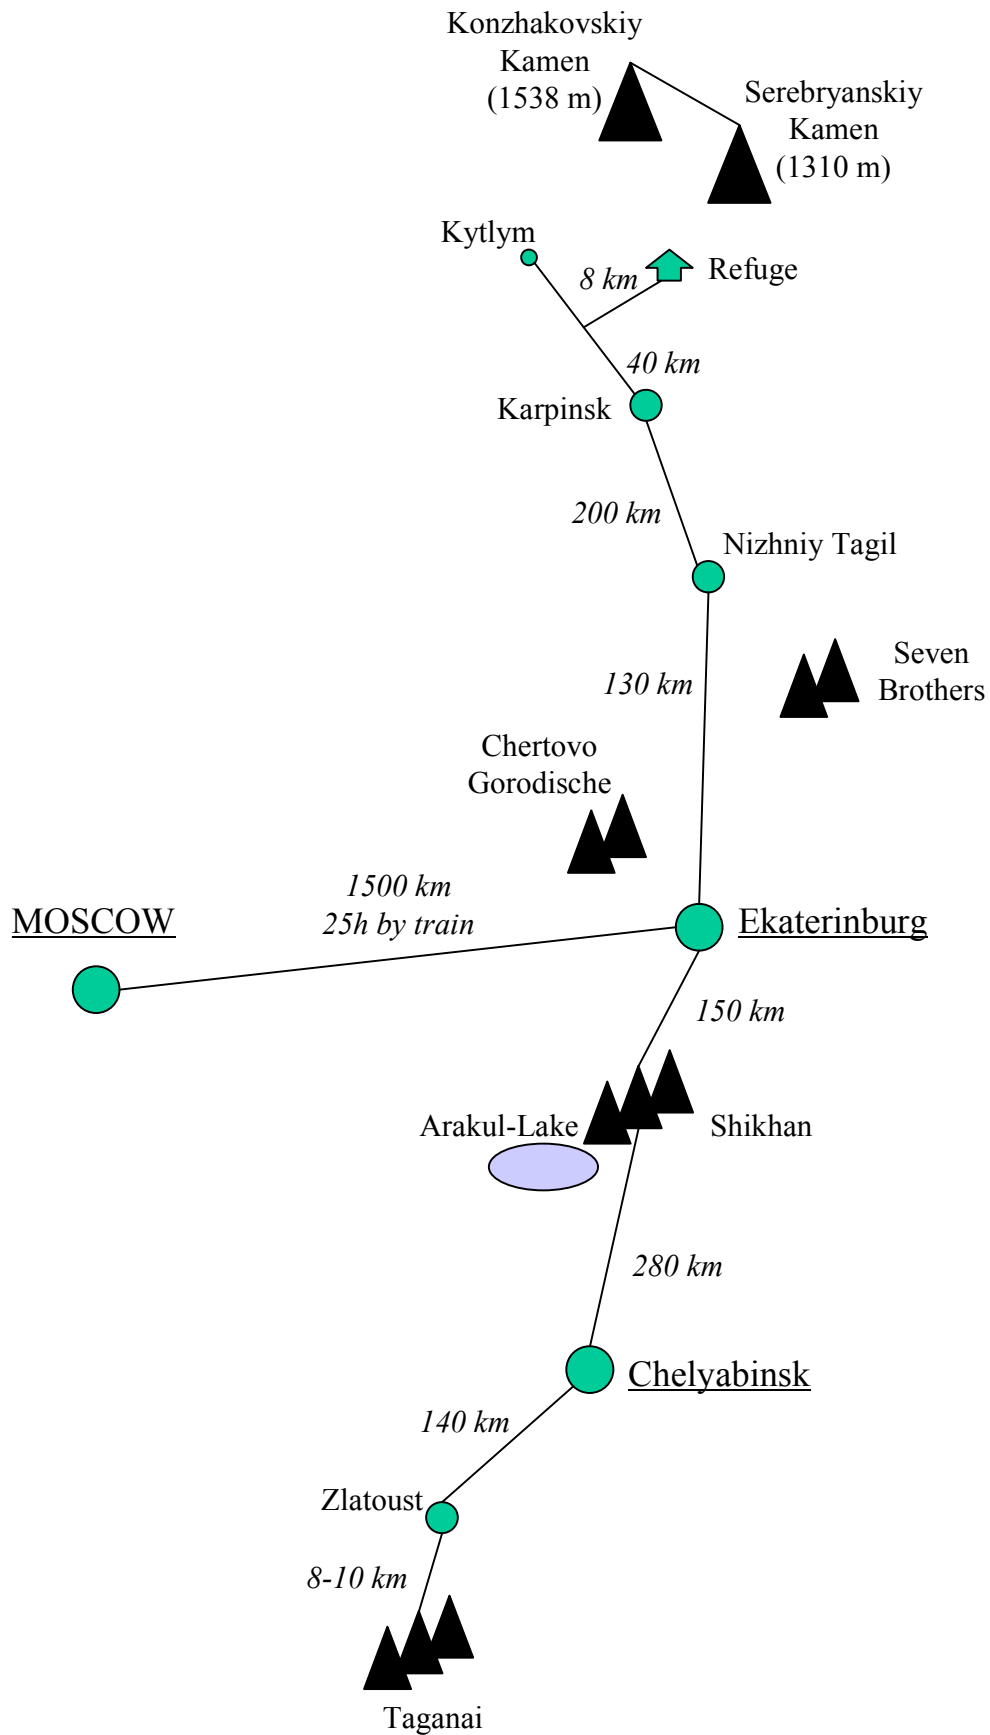 Konzhakovskiy
Kamen
(1538 m)
Serebryanskiy
Kamen
(1310 m)
Kytlym
8 km
Refuge
40 km
Karpinsk
200 km
Nizhniy Tagil
Seven
Brothers
130 km
Chertovo
Gorodische
1500 km
25h by train
MOSCOW
Ekaterinburg
150 km
Arakul-Lake
Shikhan
280 km
Chelyabinsk
140 km
Zlatoust
8-10 km
Taganai